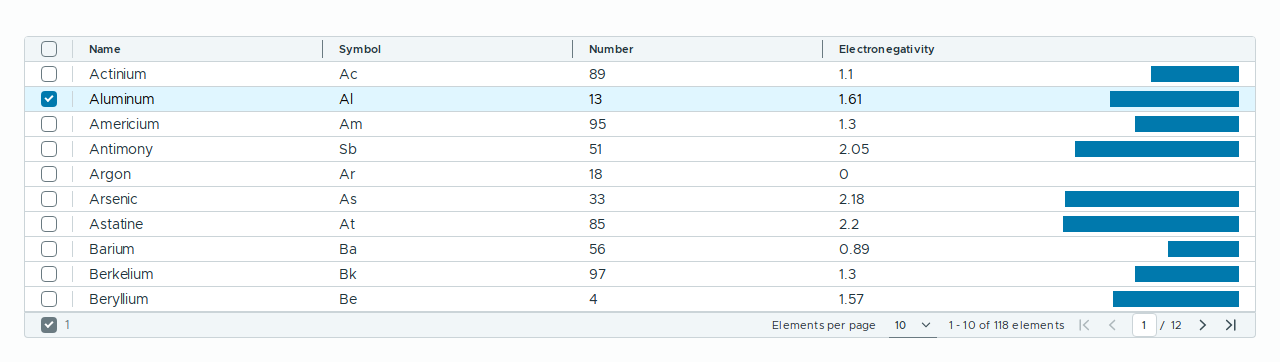 Name Symbol Number Electronegativity
Actinium Ac 89 1.1
Aluminum Al 13 1.61
Americium Am 95 1.3
Antimony Sb 51 2.05
Argon Ar 18 0
Arsenic As 33 2.18
Astatine At 85 2.2
Barium Ba 56 0.89
Berkelium Bk 97 1.3
Beryllium Be 4 1.57
1 Elements per page 10 1 - 10 of 118 elements 1 / 12